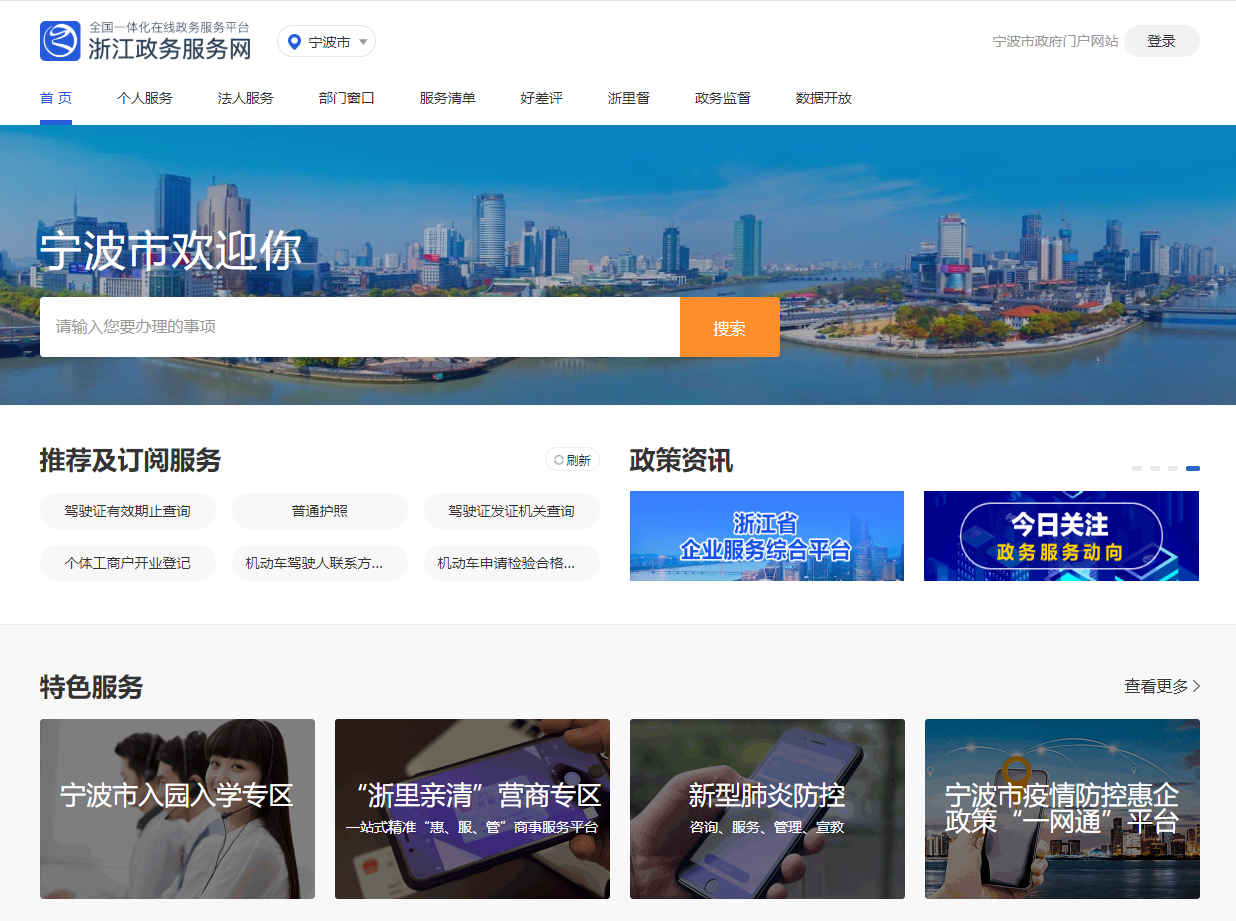 全国一体化在线政务服务平台
浙江政务服务网
宁波市
宁波市政府门户网站
登录
首 页
个人服务
法人服务
部门窗口
服务清单
好差评
浙里督
政务监督
数据开放
宁波市欢迎你
请输入您要办理的事项
搜索
推荐及订阅服务
刷新
驾驶证有效期止查询
普通护照
驾驶证发证机关查询
个体工商户开业登记
机动车驾驶人联系方...
机动车申请检验合格...
政策资讯
浙江省
企业服务综合平台
今日关注
政务服务动向
特色服务
查看更多
宁波市入园入学专区
“浙里亲清”营商专区
一站式精准“惠、服、管”商事服务平台
新型肺炎防控
咨询、服务、管理、宣教
宁波市疫情防控惠企
政策“一网通”平台